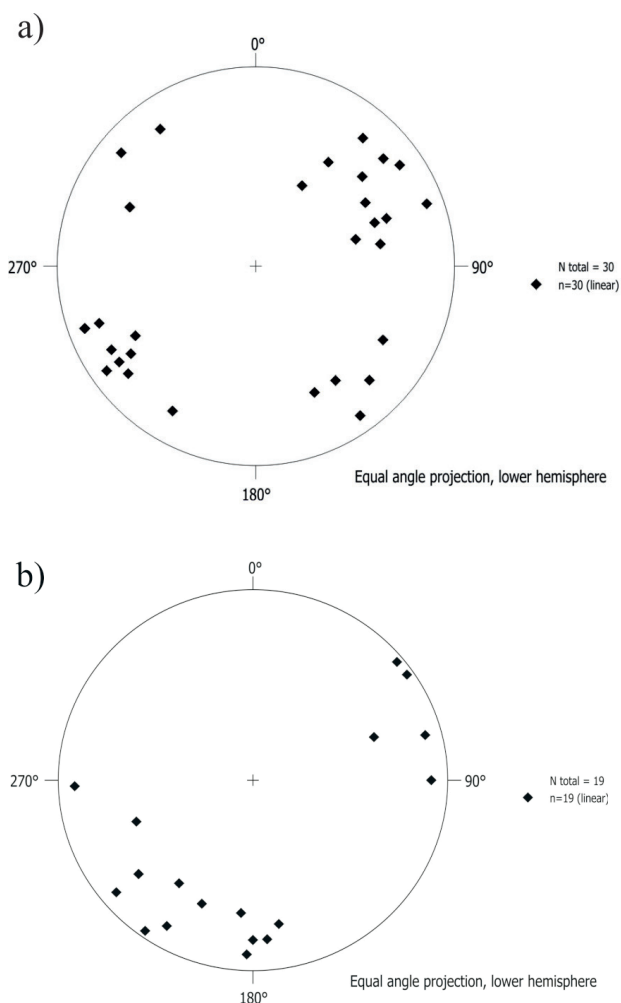 a)
0°
270°
90°
N total = 30
n=30 (linear)
Equal angle projection, lower hemisphere
180°
b)
0°
270°
90°
N total = 19
n=19 (linear)
Equal angle projection, lower hemisphere
180°